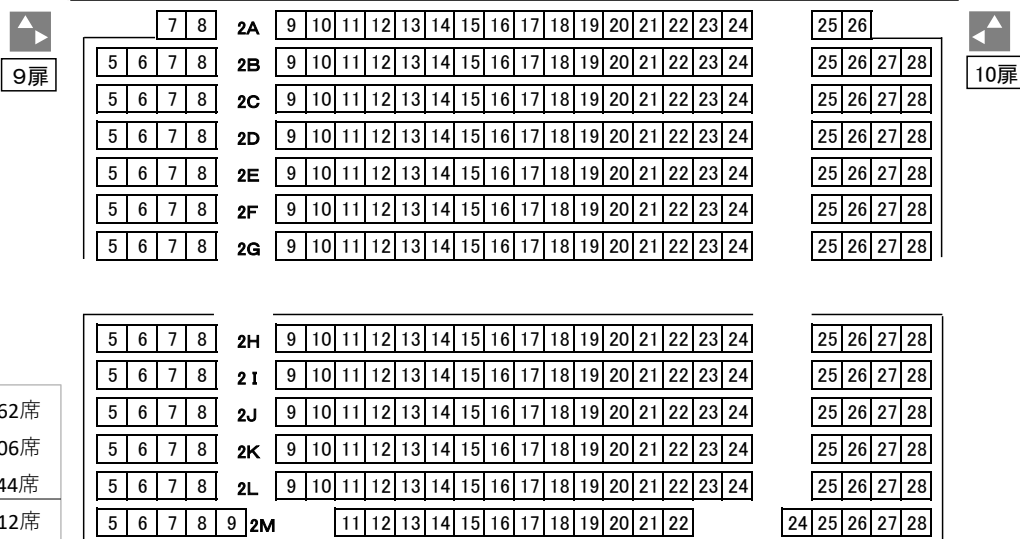 7 8 2A 9 10 11 12 13 14 15 16 17 18 19 20 21 22 23 24 25 26
9扉 5 6 7 8 2B 9 10 11 12 13 14 15 16 17 18 19 20 21 22 23 24 25 26 27 28 10扉
5 6 7 8 2C 9 10 11 12 13 14 15 16 17 18 19 20 21 22 23 24 25 26 27 28
5 6 7 8 2D 9 10 11 12 13 14 15 16 17 18 19 20 21 22 23 24 25 26 27 28
5 6 7 8 2E 9 10 11 12 13 14 15 16 17 18 19 20 21 22 23 24 25 26 27 28
5 6 7 8 2F 9 10 11 12 13 14 15 16 17 18 19 20 21 22 23 24 25 26 27 28
5 6 7 8 2G 9 10 11 12 13 14 15 16 17 18 19 20 21 22 23 24 25 26 27 28
5 6 7 8 2H 9 10 11 12 13 14 15 16 17 18 19 20 21 22 23 24 25 26 27 28
5 6 7 8 2I 9 10 11 12 13 14 15 16 17 18 19 20 21 22 23 24 25 26 27 28
62席 5 6 7 8 2J 9 10 11 12 13 14 15 16 17 18 19 20 21 22 23 24 25 26 27 28
06席 5 6 7 8 2K 9 10 11 12 13 14 15 16 17 18 19 20 21 22 23 24 25 26 27 28
44席 5 6 7 8 2L 9 10 11 12 13 14 15 16 17 18 19 20 21 22 23 24 25 26 27 28
12席 5 6 7 8 9 2M 11 12 13 14 15 16 17 18 19 20 21 22 24 25 26 27 28